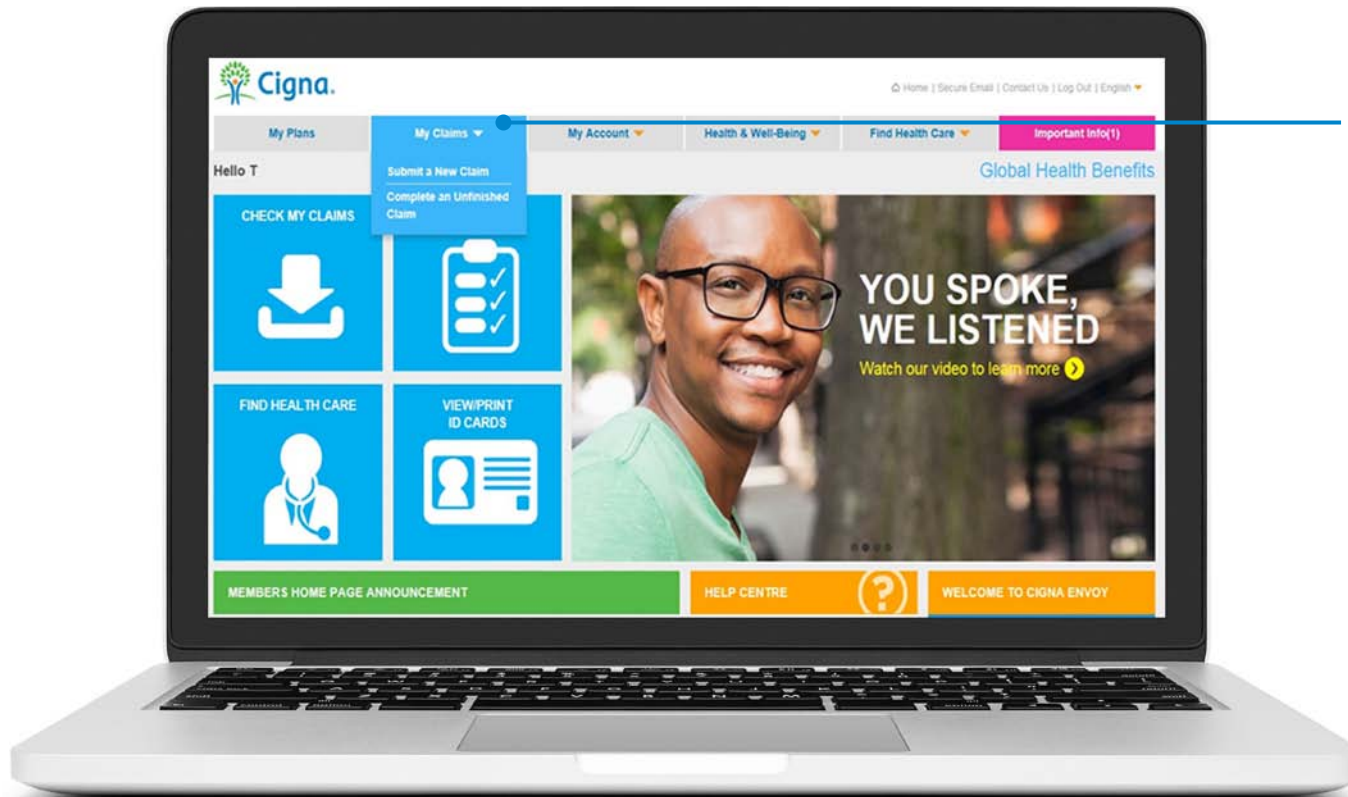 Cigna.
Home | Secure Email | Contact Us | Log Out | English
My Plans
My Claims
My Account
Health & Well-Being
Find Health Care
Important Info(1)
Hello T
Submit a New Claim
Global Health Benefits
Complete an Unfinished
Claim
CHECK MY CLAIMS
YOU SPOKE,
WE LISTENED
Watch our video to learn more
FIND HEALTH CARE
VIEW/PRINT
ID CARDS
MEMBERS HOME PAGE ANNOUNCEMENT
HELP CENTRE
?
WELCOME TO CIGNA ENVOY